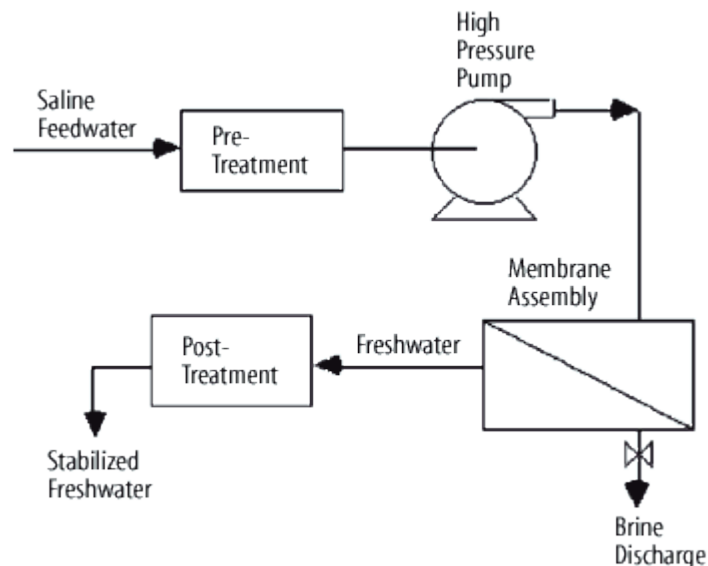 High
Pressure
Pump
Saline
Feedwater
Pre-
Treatment
Membrane
Assembly
Post-
Treatment
Freshwater
Stabilized
Freshwater
Brine
Discharge